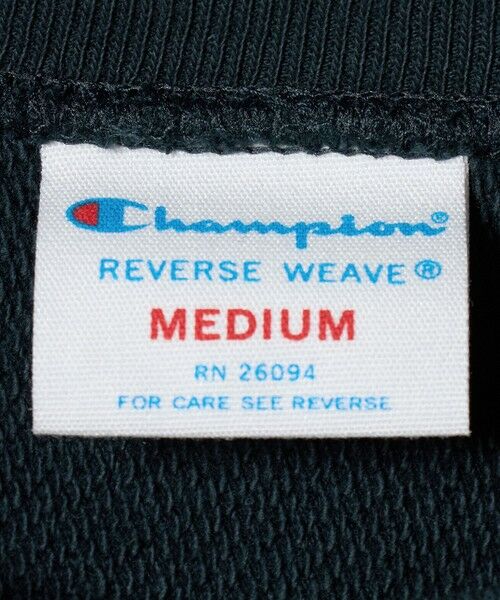 Champion®
REVERSE WEAVE®
MEDIUM
RN 26094
FOR CARE SEE REVERSE